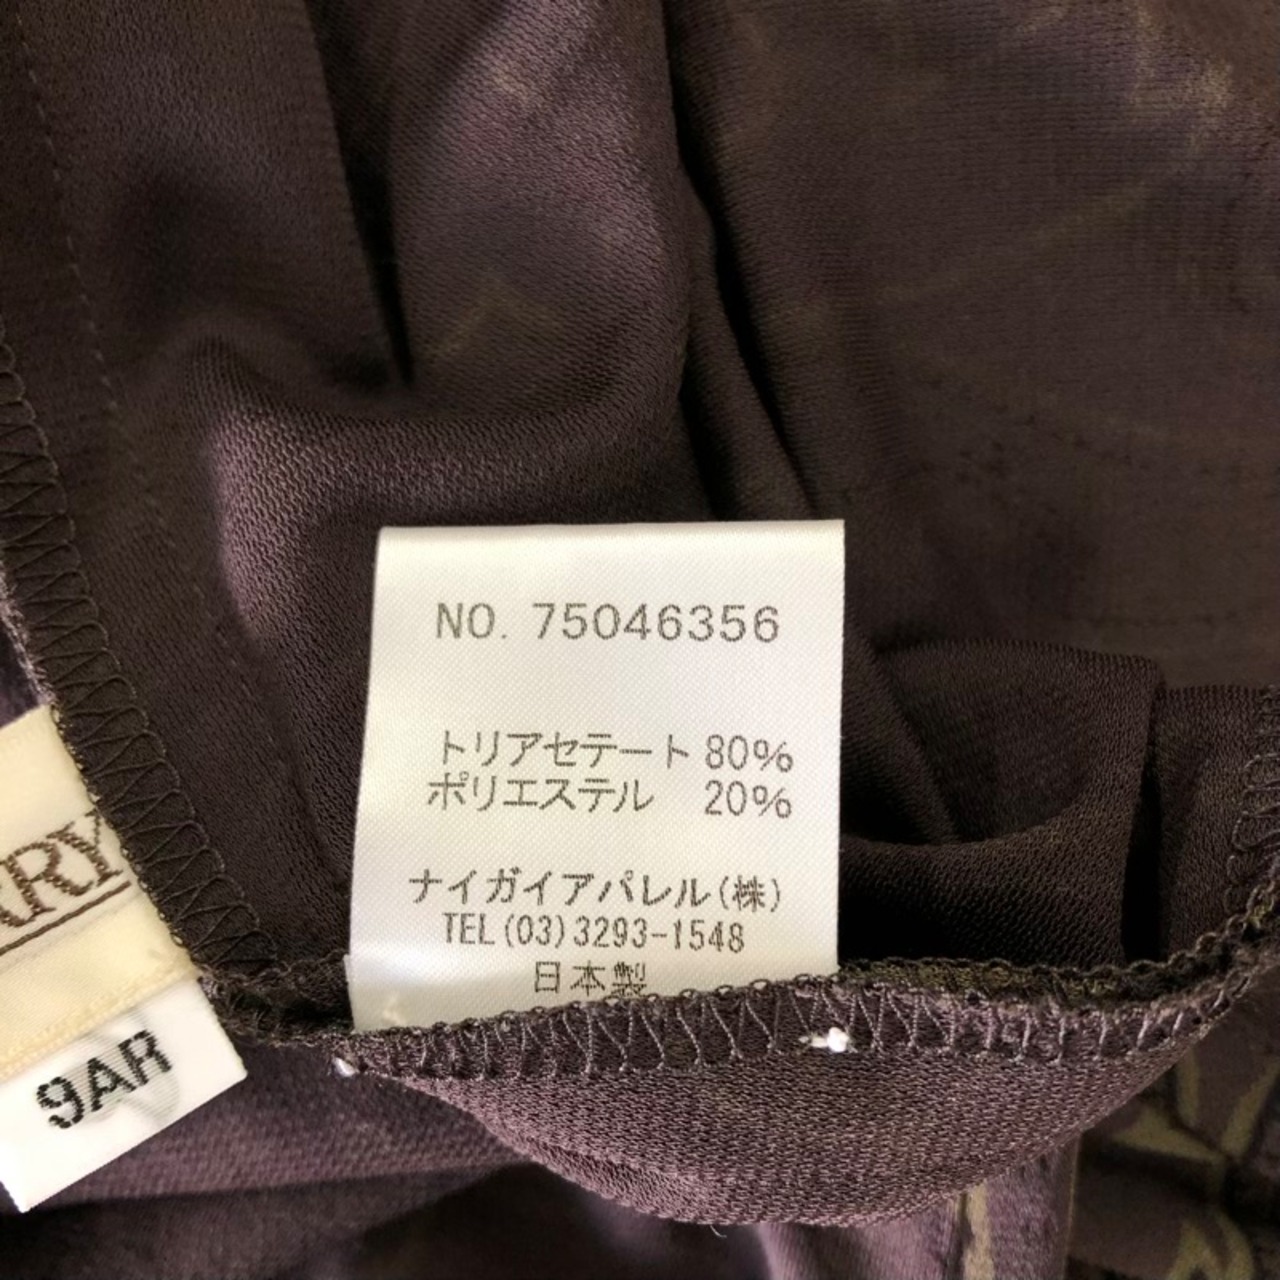 NO. 75046356
トリアセテート 80%
ポリエステル 20%
ナイガイアパレル(株)
TEL(03)3293-1548
日本製
9AR